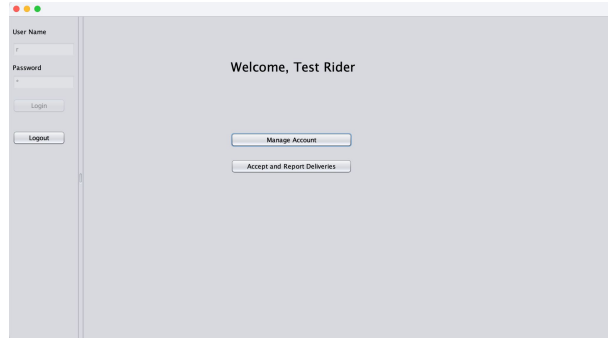 User Name
r
Password
*
Login
Logout
Welcome, Test Rider
Manage Account
Accept and Report Deliveries